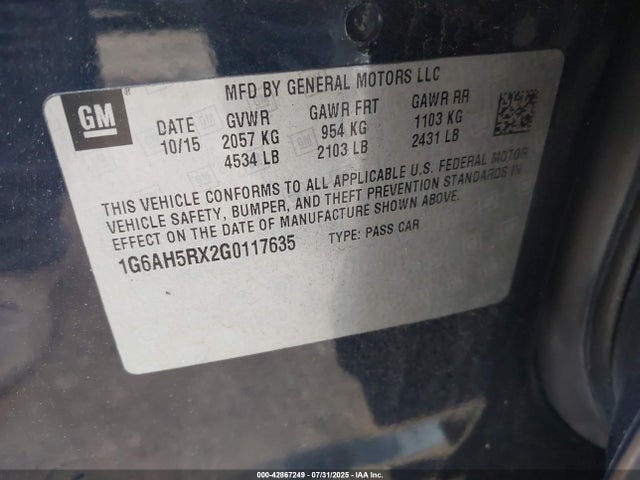 GM
MFD BY GENERAL MOTORS LLC
DATE GVWR GAWR FRT GAWR RR
10/15 2057 KG 954 KG 1103 KG
4534 LB 2103 LB 2431 LB
THIS VEHICLE CONFORMS TO ALL APPLICABLE U.S. FEDERAL MOTOR
VEHICLE SAFETY, BUMPER, AND THEFT PREVENTION STANDARDS IN
EFFECT ON THE DATE OF MANUFACTURE SHOWN ABOVE.
1G6AH5RX2G0117635 TYPE: PASS CAR
000-42867249 | 07/31/2025 - IAA Inc.